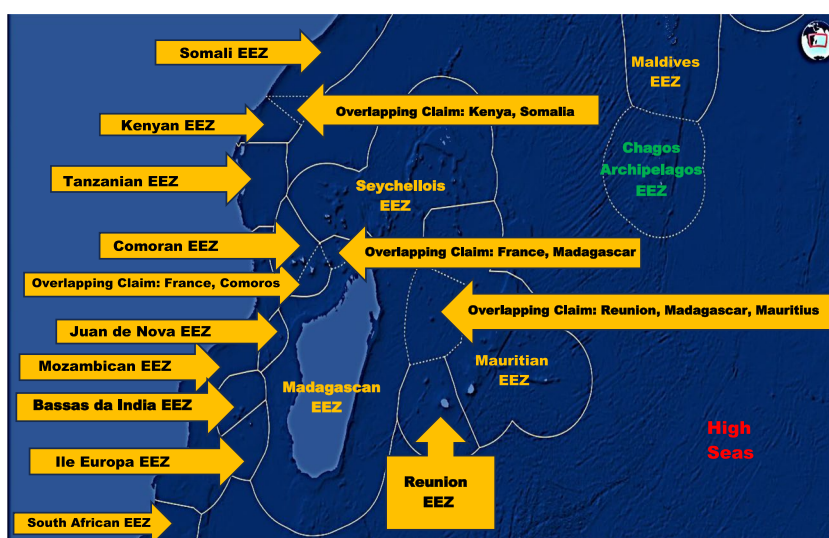 Somali EEZ
Maldives
EEZ
Overlapping Claim: Kenya, Somalia
Kenyan EEZ
Chagos
Archipelagos
EEZ
Tanzanian EEZ
Seychellois
EEZ
Comoran EEZ
Overlapping Claim: France, Madagascar
Overlapping Claim: France, Comoros
Overlapping Claim: Reunion, Madagascar, Mauritius
Juan de Nova EEZ
Mozambican EEZ
Mauritian
EEZ
Madagascan
EEZ
Bassas da India EEZ
High
Seas
Ile Europa EEZ
Reunion
EEZ
South African EEZ